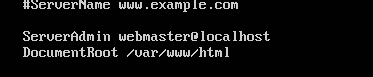 #ServerName www.example.com
ServerAdmin webmaster@localhost
DocumentRoot /var/www/html